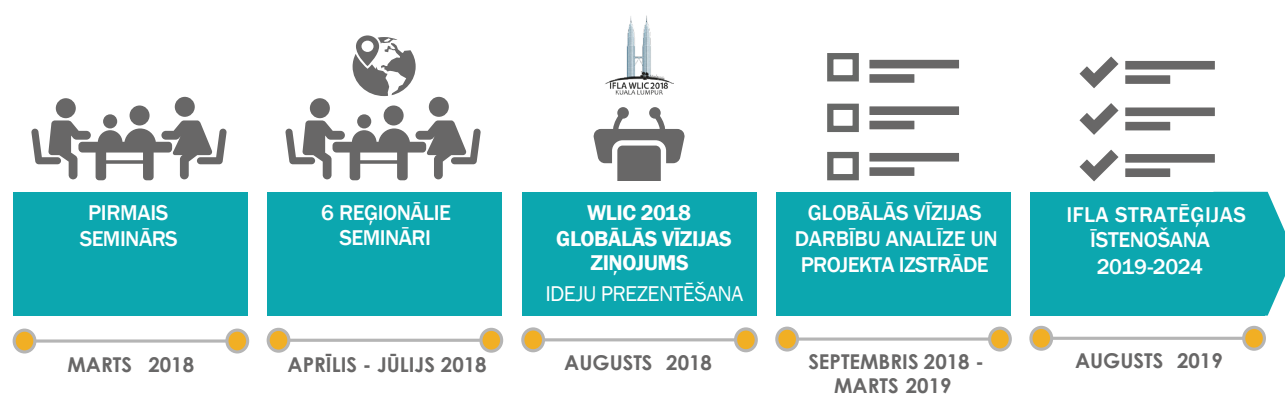 IFLA WLIC 2018
KUALA LUMPUR
PIRMAIS
SEMINĀRS
6 REĢIONĀLIE
SEMINĀRI
WLIC 2018
GLOBĀLĀS VĪZIJAS
ZIŅOJUMS
IDEJU PREZENTĒŠANA
GLOBĀLĀS VĪZIJAS
DARBĪBU ANALĪZE UN
PROJEKTA IZSTRĀDE
IFLA STRATĒĢIJAS
ĪSTENOŠANA
2019-2024
MARTS 2018
APRĪLIS - JŪLIJS 2018
AUGUSTS 2018
SEPTEMBRIS 2018 -
MARTS 2019
AUGUSTS 2019